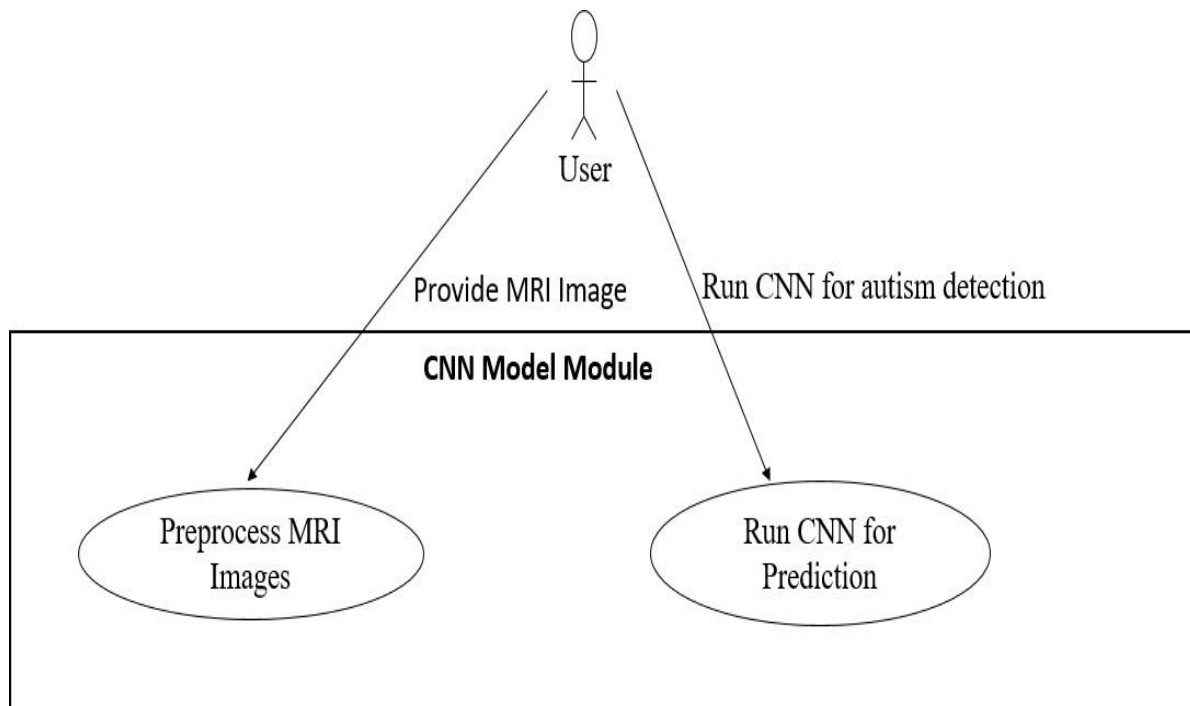 User
Provide MRI Image
Run CNN for autism detection
CNN Model Module
Preprocess MRI
Images
Run CNN for
Prediction